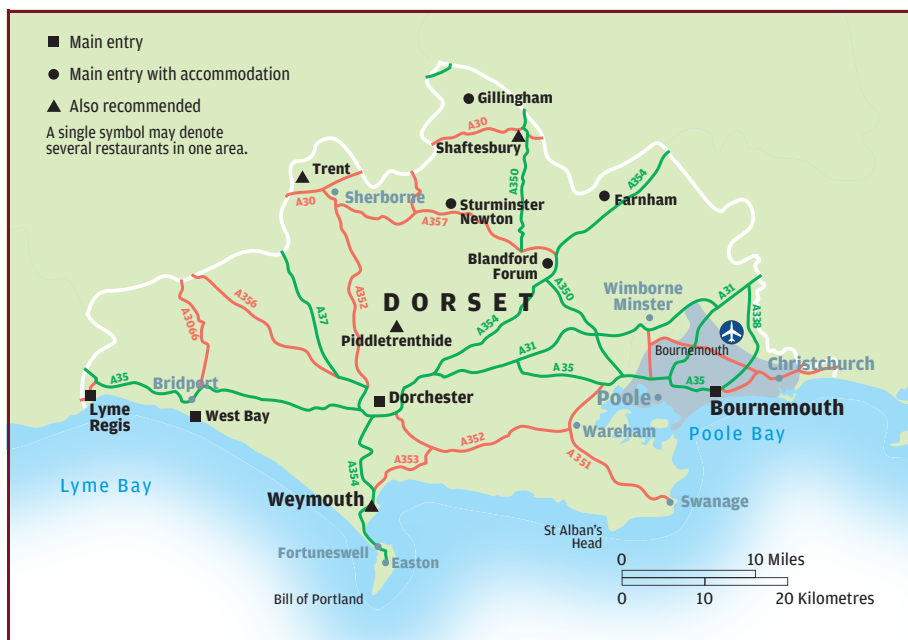 Main entry
Main entry with accommodation
Also recommended
A single symbol may denote
several restaurants in one area.
Gillingham
A30
Shaftesbury
Trent
A30
Sherborne
A350
A354
Sturminster
Newton
A357
Farnham
Blandford
Forum
DORSET
A350
Wimborne
Minster
A31
A338
A3066
A356
A37
A352
Piddletrenthide
A354
A31
Bournemouth
Christchurch
A35
Bridport
Lyme
Regis
West Bay
Dorchester
A35
A35
Poole
Bournemouth
Poole Bay
Wareham
A352
A353
A351
A354
Lyme Bay
Weymouth
Swanage
St Alban's
Head
Fortuneswell
Easton
Bill of Portland
0 10 Miles
0 10 20 Kilometres